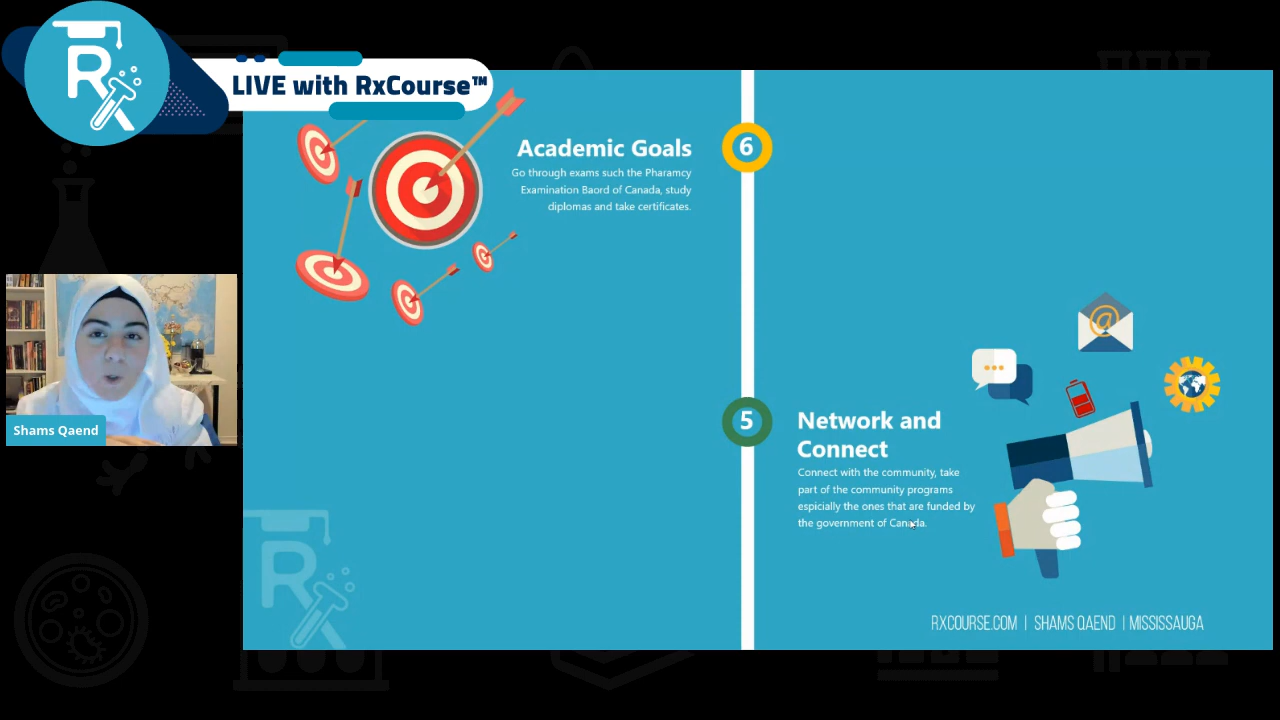 LIVE with RxCourse™
Academic Goals
Go through exams such the Pharamcy
Examination Baord of Canada, study
diplomas and take certificates.
6
5
Network and
Connect
Connect with the community, take
part of the community programs
espicially the ones that are funded by
the government of Canada.
Shams Qaend
RXCOURSE.COM | SHAMS QAEND | MISSISSAUGA